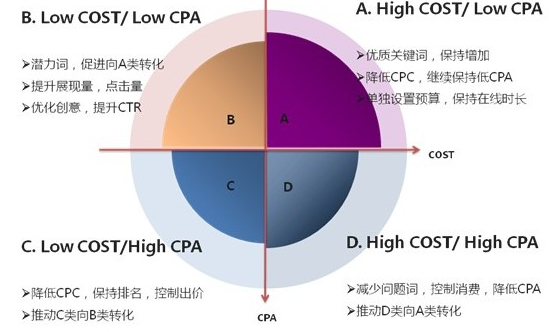 B. Low COST/ Low CPA
➤潜力词，促进向A类转化
➤提升展现量，点击量
➤优化创意，提升CTR
A. High COST/ Low CPA
➤优质关键词，保持增加
➤降低CPC，继续保持低CPA
➤单独设置预算，保持在线时长
B
A
COST
C
D
C. Low COST/High CPA
➤降低CPC，保持排名，控制出价
➤推动C类向B类转化
D. High COST/ High CPA
➤减少问题词，控制消费，降低CPA
➤推动D类向A类转化
CPA